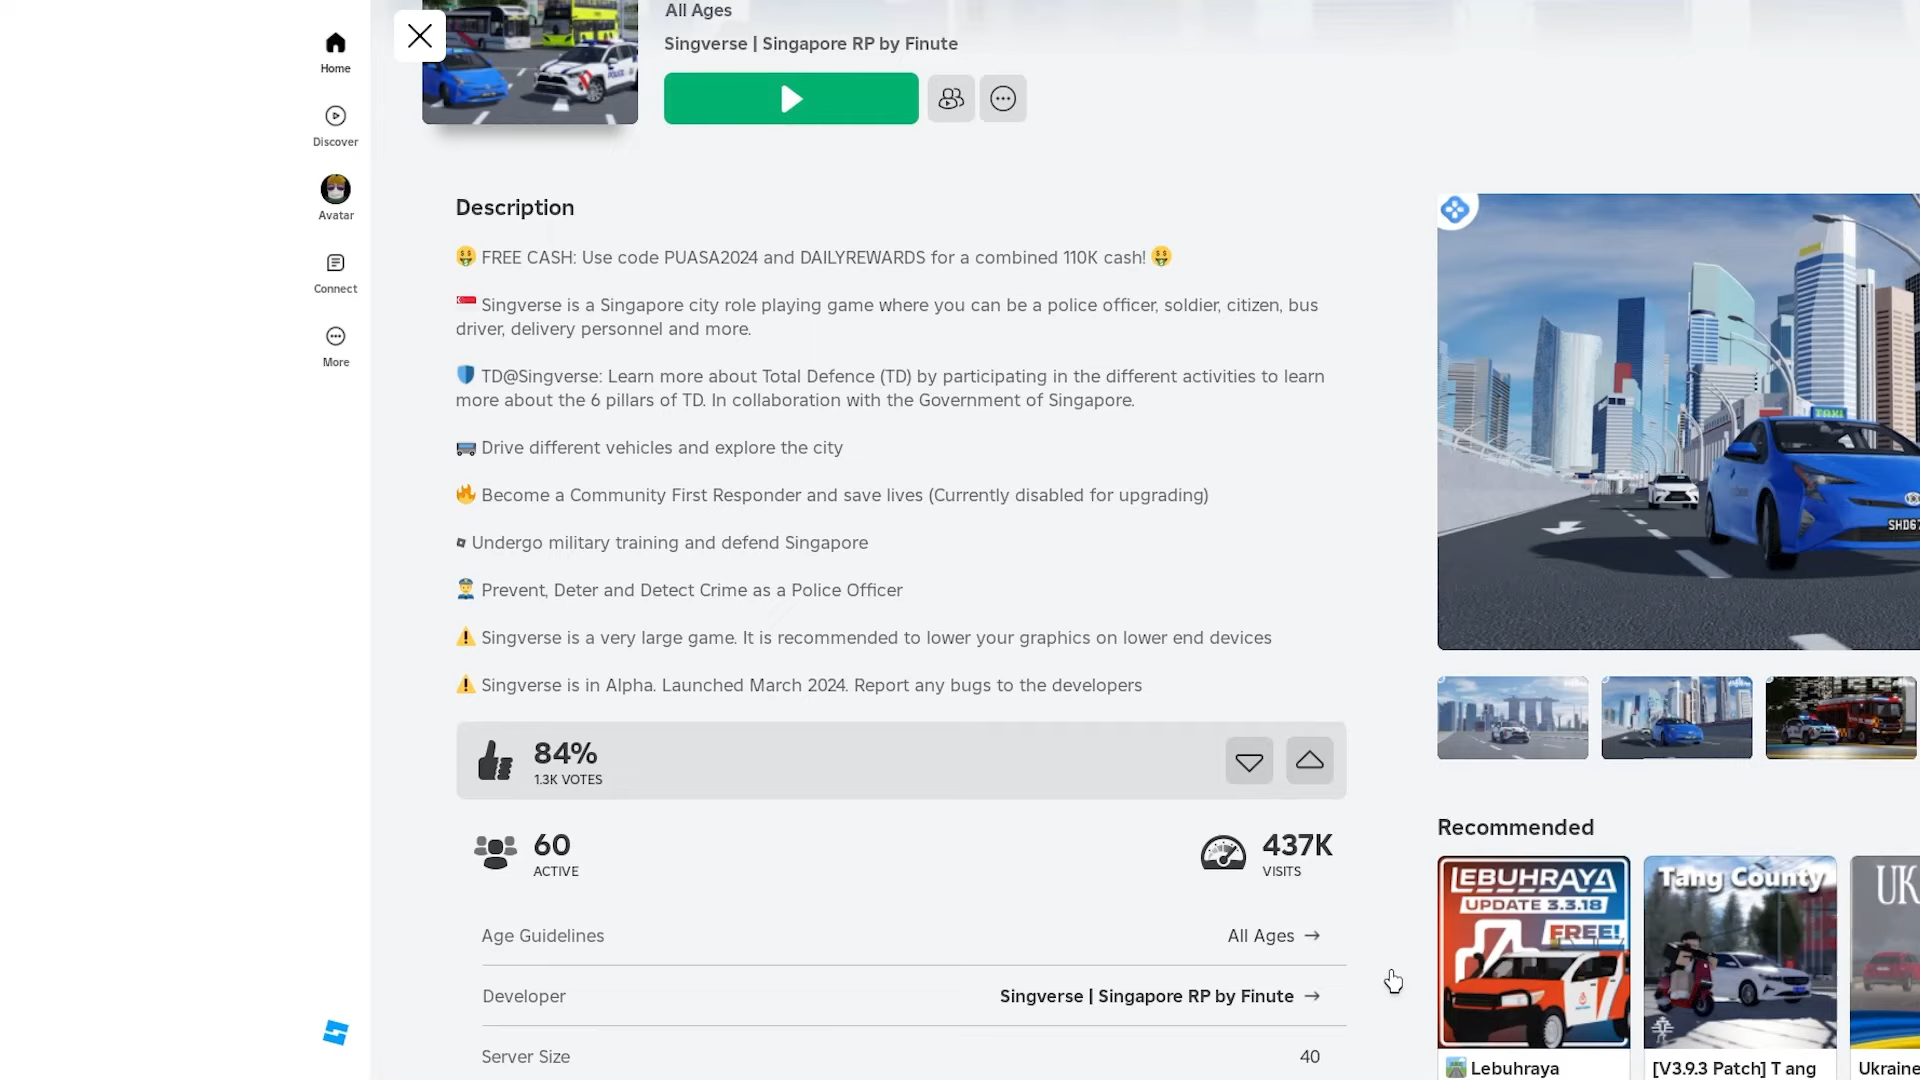 All Ages
Home
Singverse | Singapore RP by Finute
POLICE
Discover
Avatar
Connect
More
Description
FREE CASH: Use code PUASA2024 and DAILYREWARDS for a combined 110K cash!
Singverse is a Singapore city role playing game where you can be a police officer, soldier, citizen, bus
driver, delivery personnel and more.
TD@Singverse: Learn more about Total Defence (TD) by participating in the different activities to learn
more about the 6 pillars of TD. In collaboration with the Government of Singapore.
Drive different vehicles and explore the city
Become a Community First Responder and save lives (Currently disabled for upgrading)
Undergo military training and defend Singapore
Prevent, Deter and Detect Crime as a Police Officer
Singverse is a very large game. It is recommended to lower your graphics on lower end devices
Singverse is in Alpha. Launched March 2024. Report any bugs to the developers
TAXI
84%
1.3K VOTES
60
ACTIVE
437K
VISITS
Age Guidelines
All Ages →
Developer
Singverse | Singapore RP by Finute →
Server Size
40
Recommended
LEBUHRAYA
UPDATE 3.3.18
FREE!
Lebuhraya
Tang County
[V3.9.3 Patch] T ang
UK
Ukraine